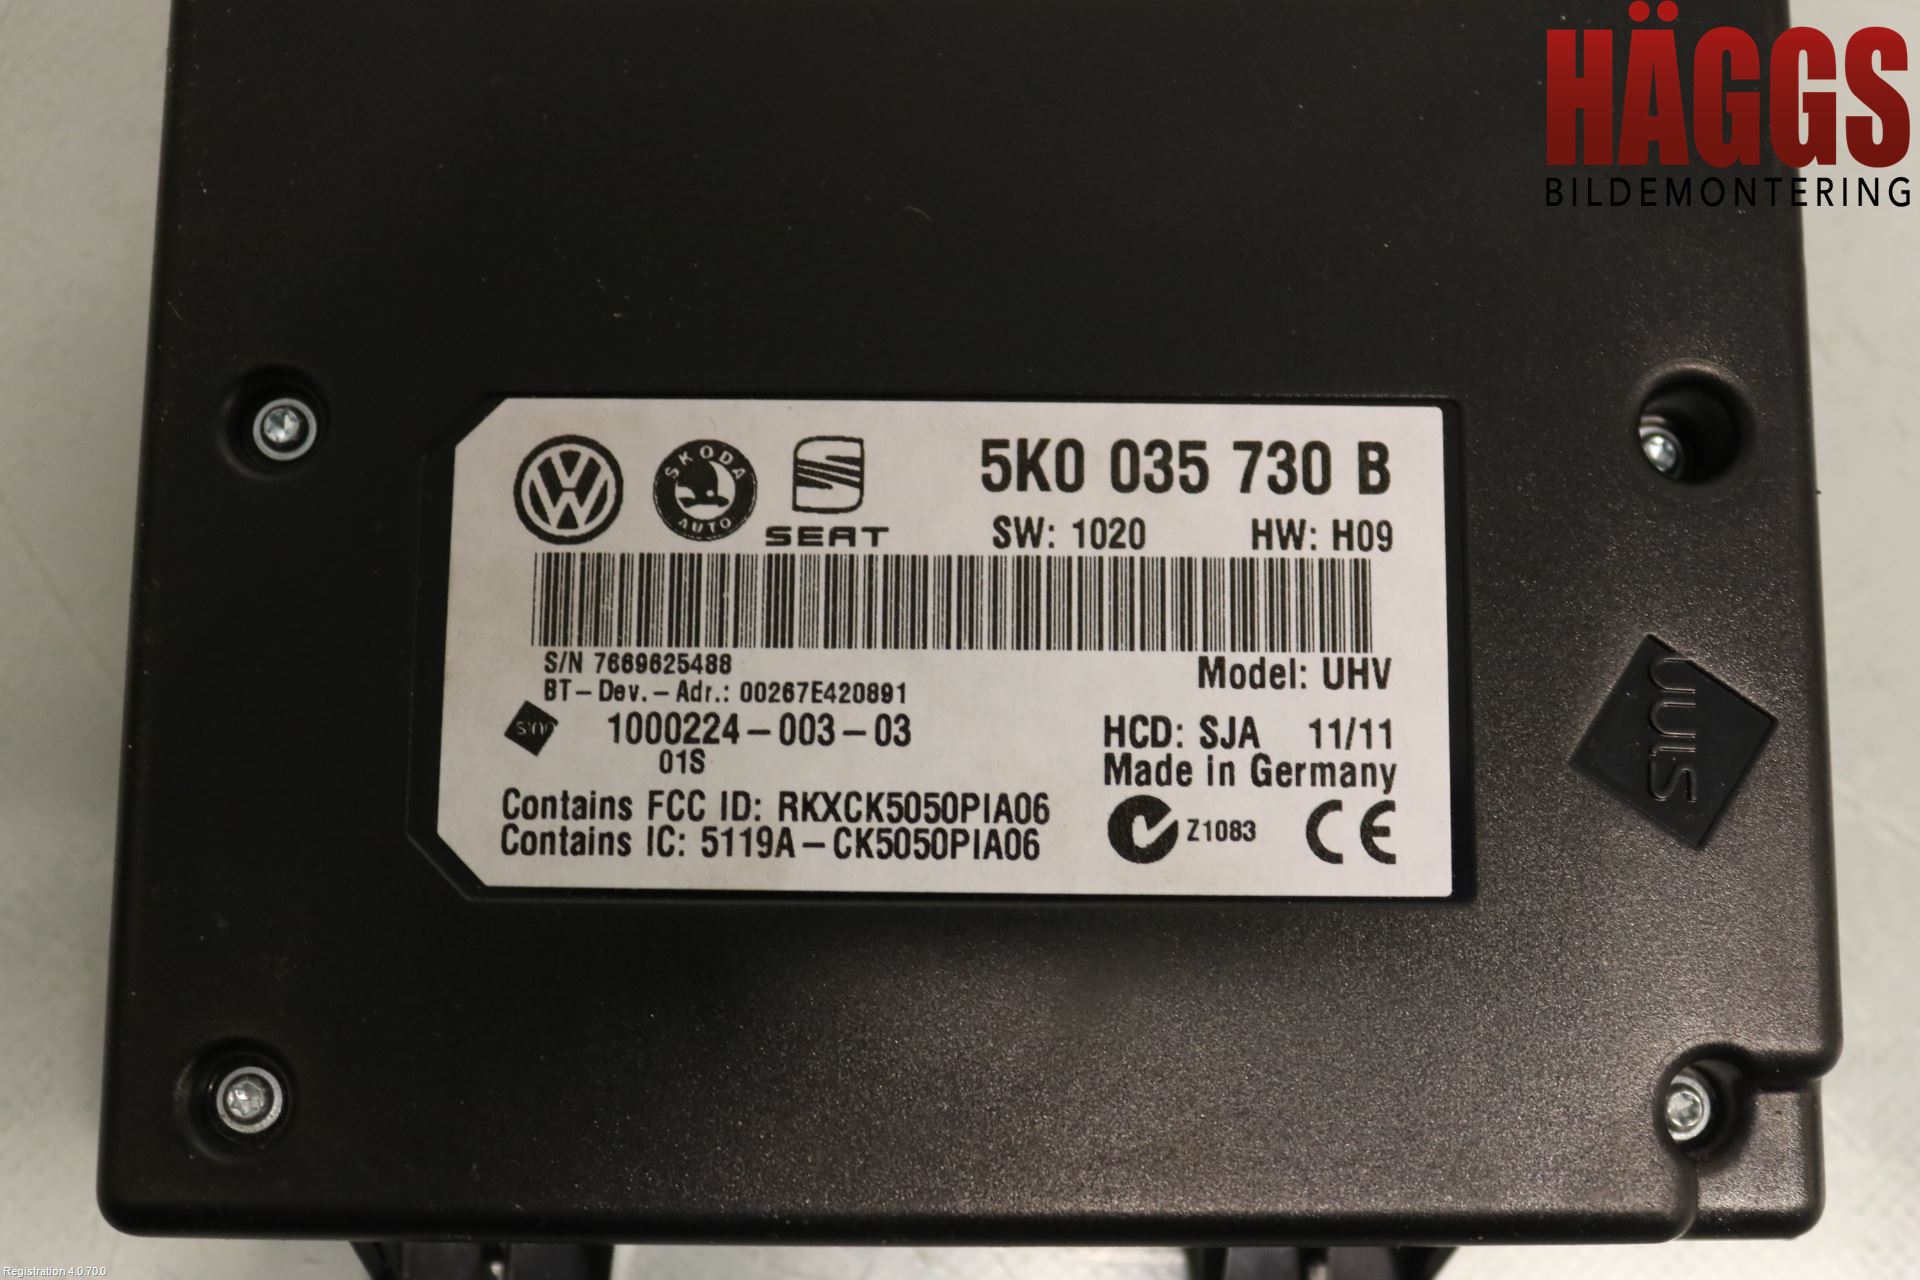 HÄGGS
BILDEMONTERING
SKODA
AUTO
SEAT
5K0 035 730 B
SW: 1020 HW: H09
S/N 7669625488
BT-Dev.-Adr.: 00267E420891
Model: UHV
1000224-003-03
01S
HCD: SJA 11/11
Made in Germany
Contains FCC ID: RKXCK5050PIA06
Contains IC: 5119A-CK5050PIA06
Z1083
CE
Registration 4.0.70.0